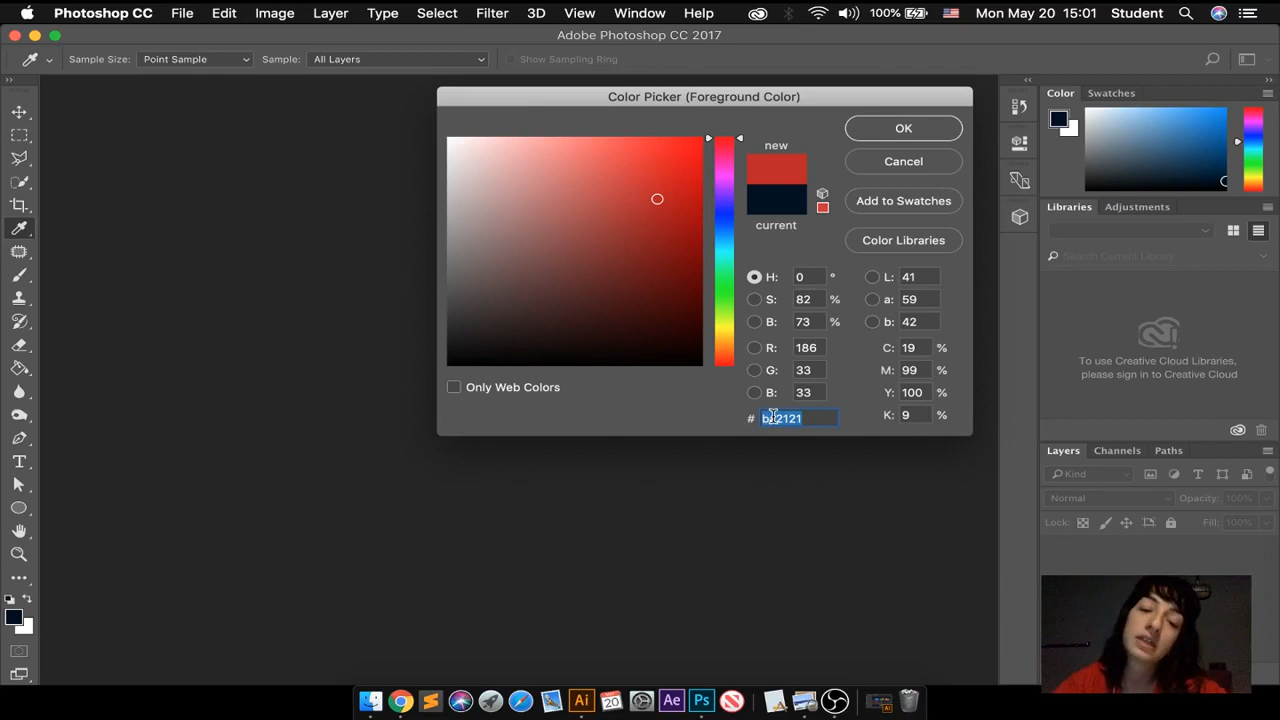 Photoshop CC File Edit Image Layer Type Select Filter 3D View Window Help 100% Mon May 20 15:01 Student
Adobe Photoshop CC 2017
Sample Size: Point Sample Sample: All Layers Show Sampling Ring
Color Picker (Foreground Color)
new
current
OK
Cancel
Add to Swatches
Color Libraries
H: 0 ° L: 41
S: 82 % a: 59
B: 73 % b: 42
R: 186 C: 19 %
G: 33 M: 99 %
B: 33 Y: 100 %
# K: 9 %
Only Web Colors
Color Swatches
Libraries Adjustments
Search Current Library
To use Creative Cloud Libraries,
please sign in to Creative Cloud
Layers Channels Paths
Kind
Normal Opacity: 100%
Lock: Fill: 100%
T
Ai 20 Ae Ps